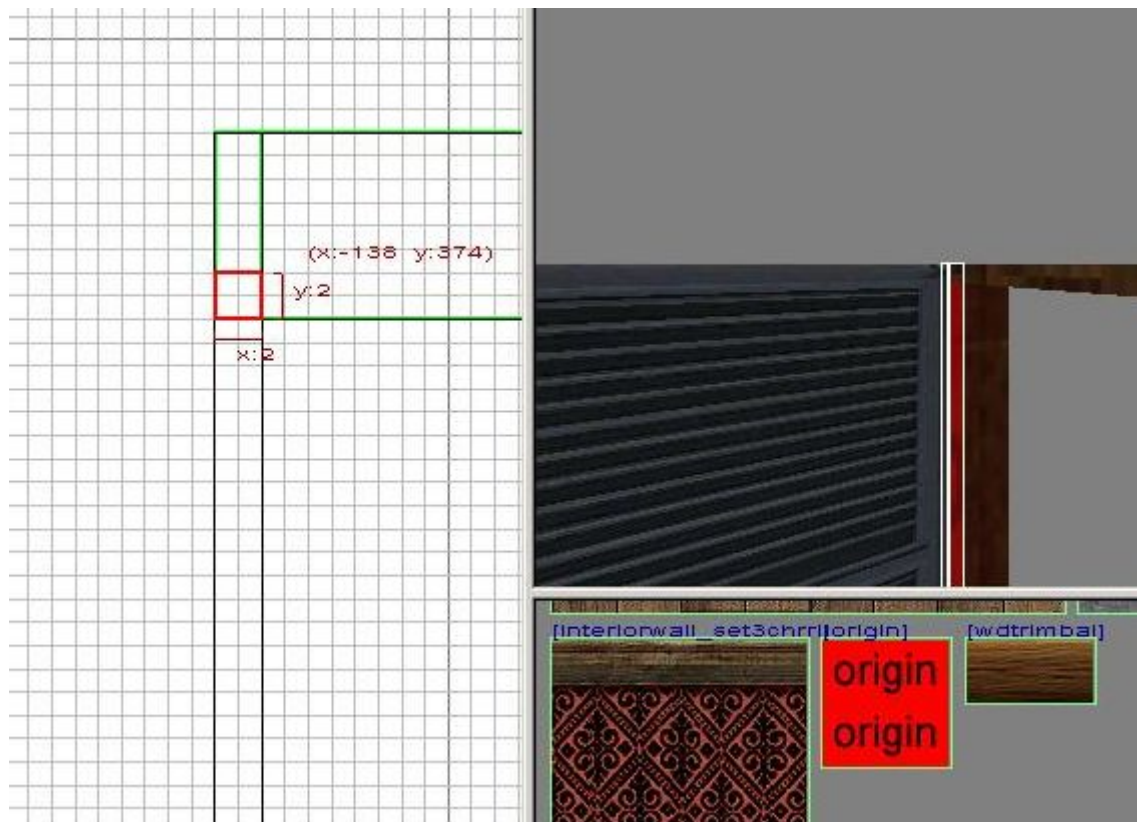 (x:-138 y:374)
y:2
x:2
[interiorwall_set3chrr
[origin]
[wdtrimbal]
origin
origin